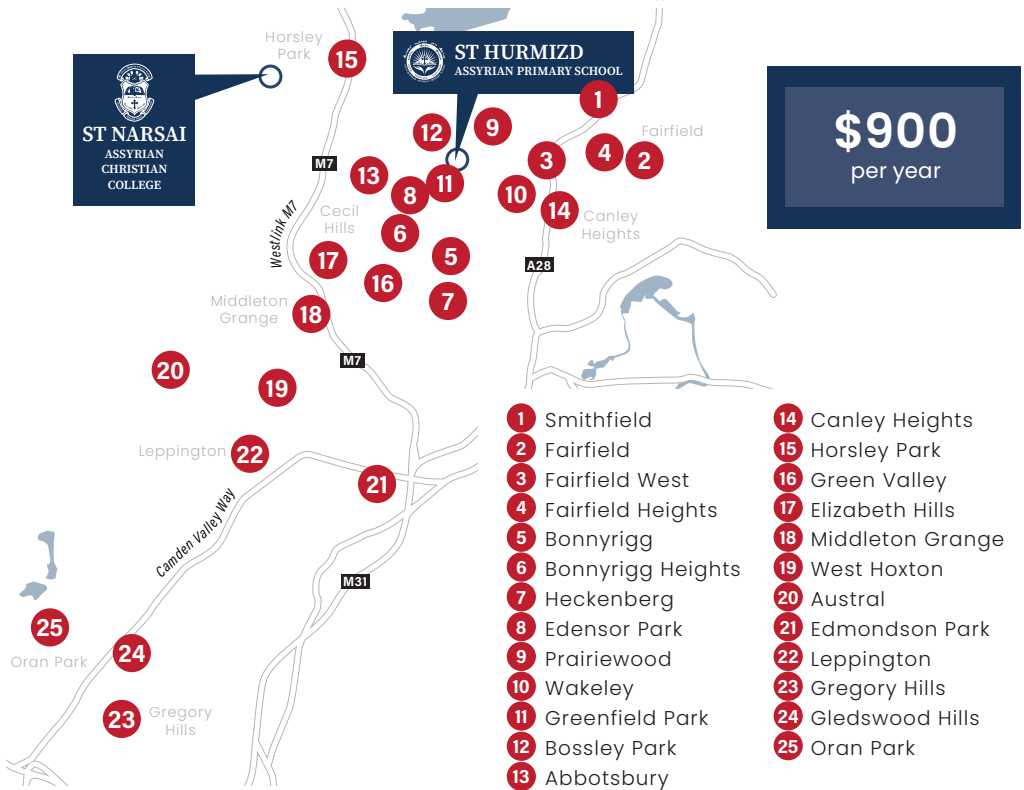 Horsley
Park
15
ST NARSAI
ASSYRIAN
CHRISTIAN
COLLEGE
ST HURMIZD
ASSYRIAN PRIMARY SCHOOL
$900
per year
1
12
9
Fairfield
4
2
3
M7
13
11
8
10
14
Cecil
Hills
Canley
Heights
Westlink M7
6
17
5
A28
16
7
Middleton
Grange
18
M7
20
19
Leppington
22
21
Camden Valley Way
M31
25
Oran Park
24
23
Gregory
Hills
1 Smithfield
2 Fairfield
3 Fairfield West
4 Fairfield Heights
5 Bonnyrigg
6 Bonnyrigg Heights
7 Heckenberg
8 Edensor Park
9 Prairiewood
10 Wakeley
11 Greenfield Park
12 Bossley Park
13 Abbotsbury
14 Canley Heights
15 Horsley Park
16 Green Valley
17 Elizabeth Hills
18 Middleton Grange
19 West Hoxton
20 Austral
21 Edmondson Park
22 Leppington
23 Gregory Hills
24 Gledswood Hills
25 Oran Park